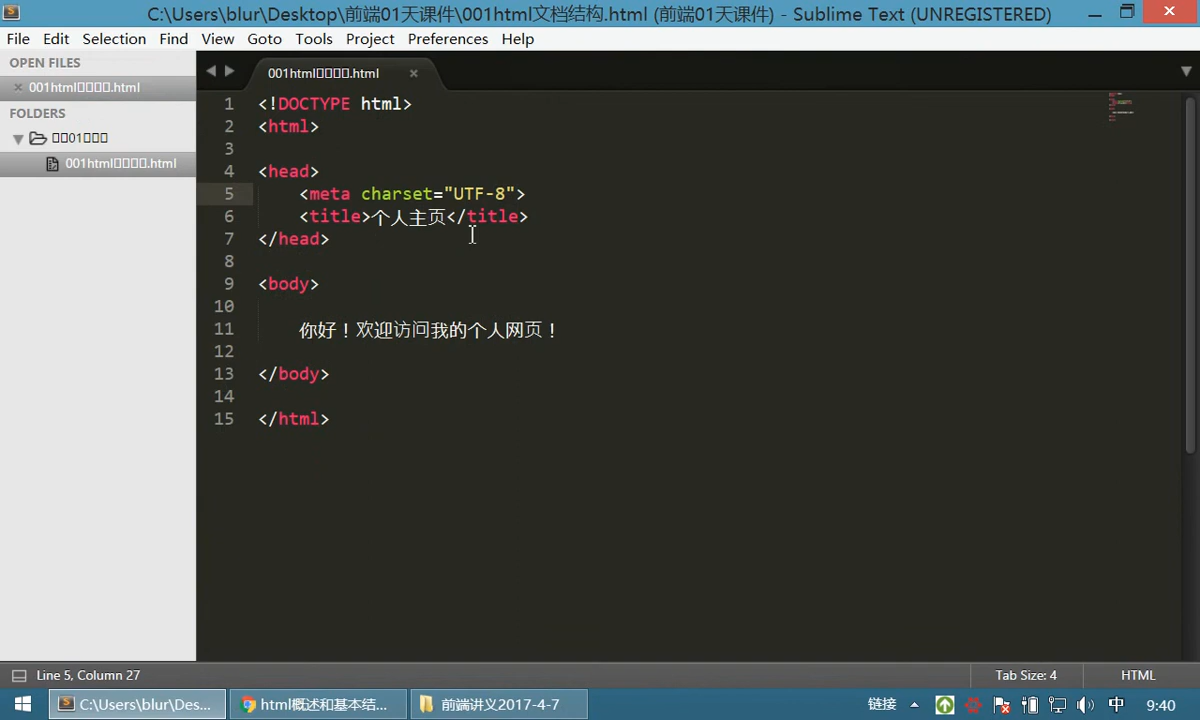 C:\Users\blur\Desktop\前端01天课件\001html文档结构.html (前端01天课件) - Sublime Text (UNREGISTERED)
File Edit Selection Find View Goto Tools Project Preferences Help
OPEN FILES
001html□□□□.html
FOLDERS
□□01□□□
001html□□□□.html
001html□□□□.html
1 <!DOCTYPE html>
2 <html>
3
4 <head>
5 <meta charset="UTF-8">
6 <title>个人主页</title>
7 </head>
8
9 <body>
10
11 你好！欢迎访问我的个人网页！
12
13 </body>
14
15 </html>
Line 5, Column 27
Tab Size: 4
HTML
C:\Users\blur\Des...
html概述和基本结...
前端讲义2017-4-7
链接
中
9:40